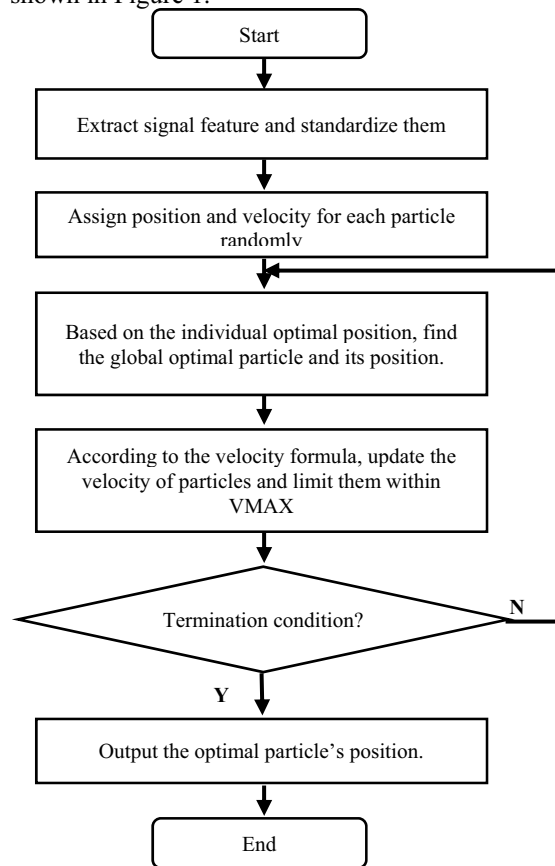 shown in Figure 1.
Start
Extract signal feature and standardize them
Assign position and velocity for each particle
randomly
Based on the individual optimal position, find
the global optimal particle and its position.
According to the velocity formula, update the
velocity of particles and limit them within
VMAX
Termination condition?
N
Y
Output the optimal particle’s position.
End